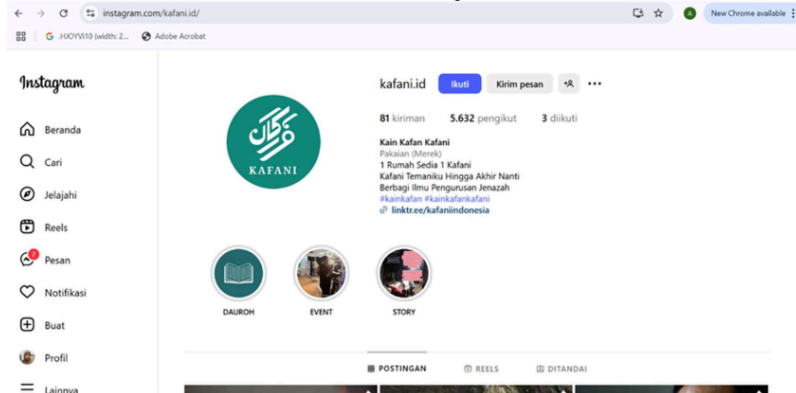 instagram.com/kafani.id/
New Chrome available
.HJOYVi10 (width: 2...
Adobe Acrobat
Instagram
kafani.id
Ikuti
Kirim pesan
81 kiriman 5.632 pengikut 3 diikuti
Kain Kafan Kafani
Pakaian (Merek)
1 Rumah Sedia 1 Kafani
Kafani Temaniku Hingga Akhir Nanti
Berbagi Ilmu Pengurusan Jenazah
#kainkafan #kainkafankafani
linktr.ee/kafaniindonesia
KAFANI
Beranda
Cari
Jelajahi
Reels
7
Pesan
Notifikasi
Buat
Profil
Lainnya
DAUROH
EVENT
STORY
POSTINGAN
REELS
DITANDAI